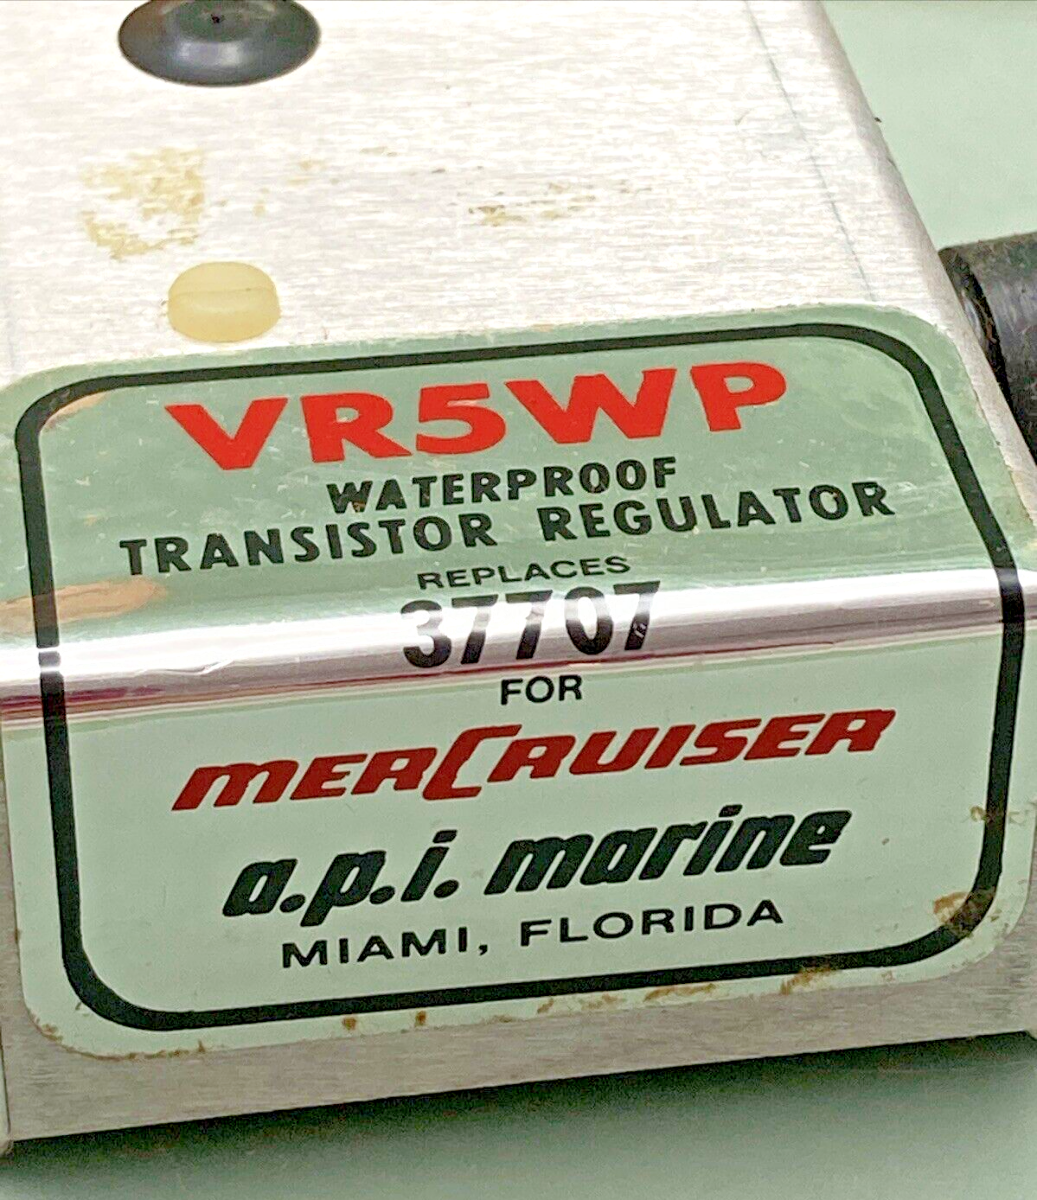 VR5WP
WATERPROOF
TRANSISTOR REGULATOR
REPLACES
37707
FOR
merCruiser
a.p.i. marine
MIAMI, FLORIDA